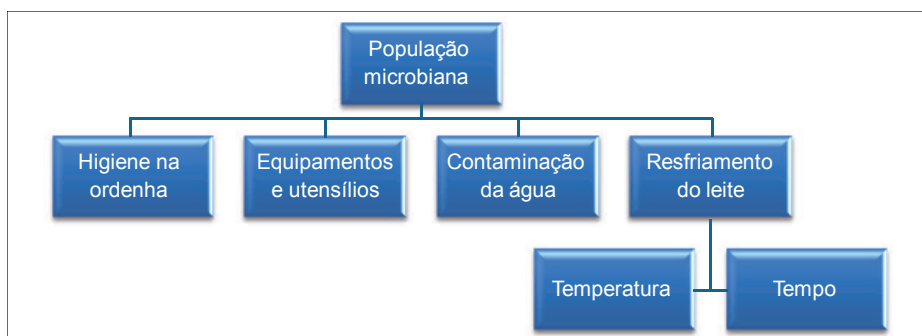 População
microbiana
Higiene na
ordenha
Equipamentos
e utensílios
Contaminação
da água
Resfriamento
do leite
Temperatura
Tempo